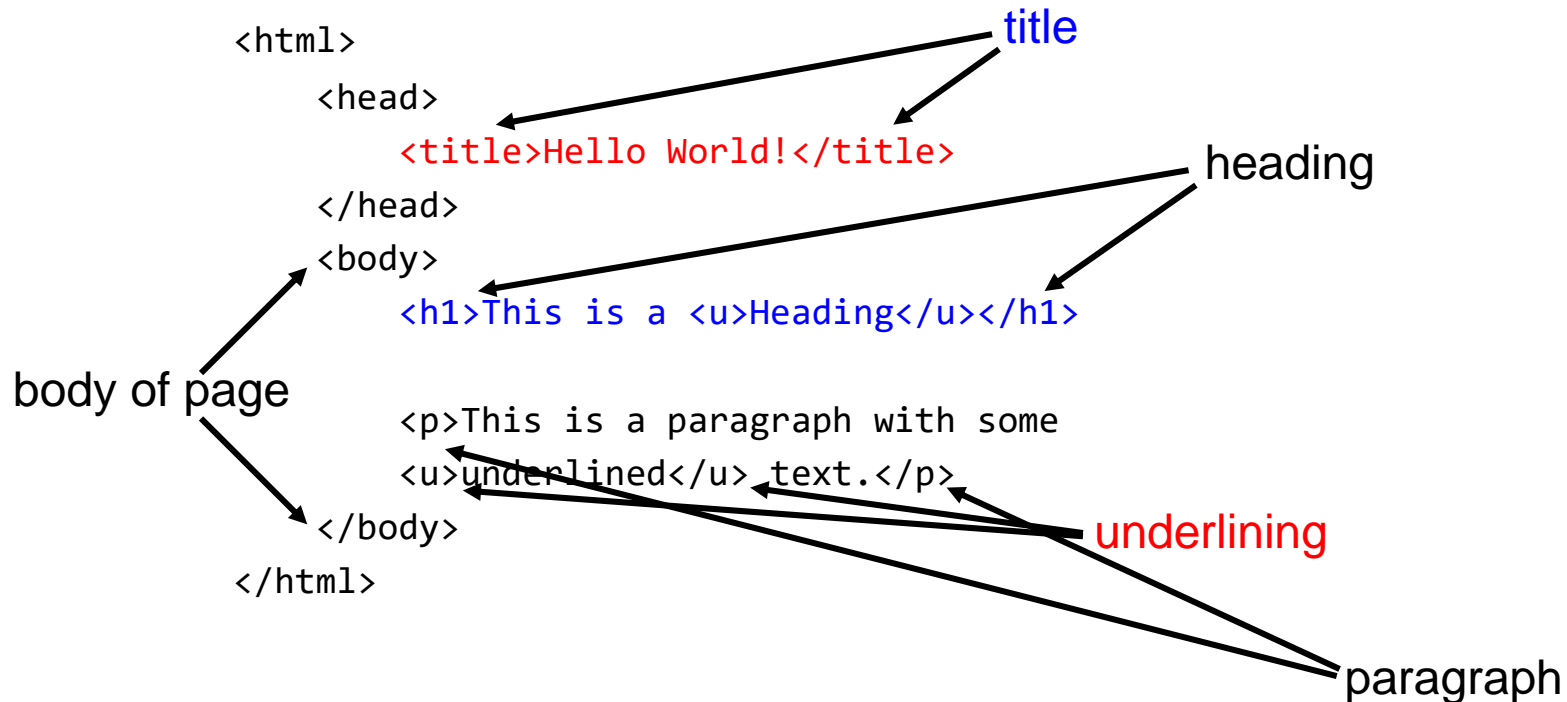 title
<html>
<head>
<title>Hello World!</title>
heading
</head>
<body>
<h1>This is a <u>Heading</u></h1>
body of page
<p>This is a paragraph with some
<u>underlined</u> text.</p>
</body>
underlining
</html>
paragraph